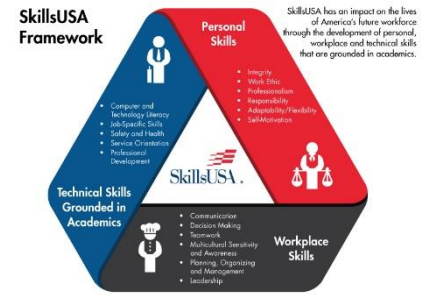 SkillsUSA
Framework
SkillsUSA has an impact on the lives
of America's future workforce
through the development of personal,
workplace and technical skills
that are grounded in academics.
Personal
Skills
• Integrity
• Work Ethic
• Professionalism
• Responsibility
• Adaptability/Flexibility
• Self-Motivation
• Computer and
Technology Literacy
• Job-Specific Skills
• Safety and Health
• Service Orientation
• Professional
Development
Technical Skills
Grounded in
Academics
SkillsUSA.
• Communication
• Decision Making
• Teamwork
• Multicultural Sensitivity
and Awareness
• Planning, Organizing
and Management
• Leadership
Workplace
Skills